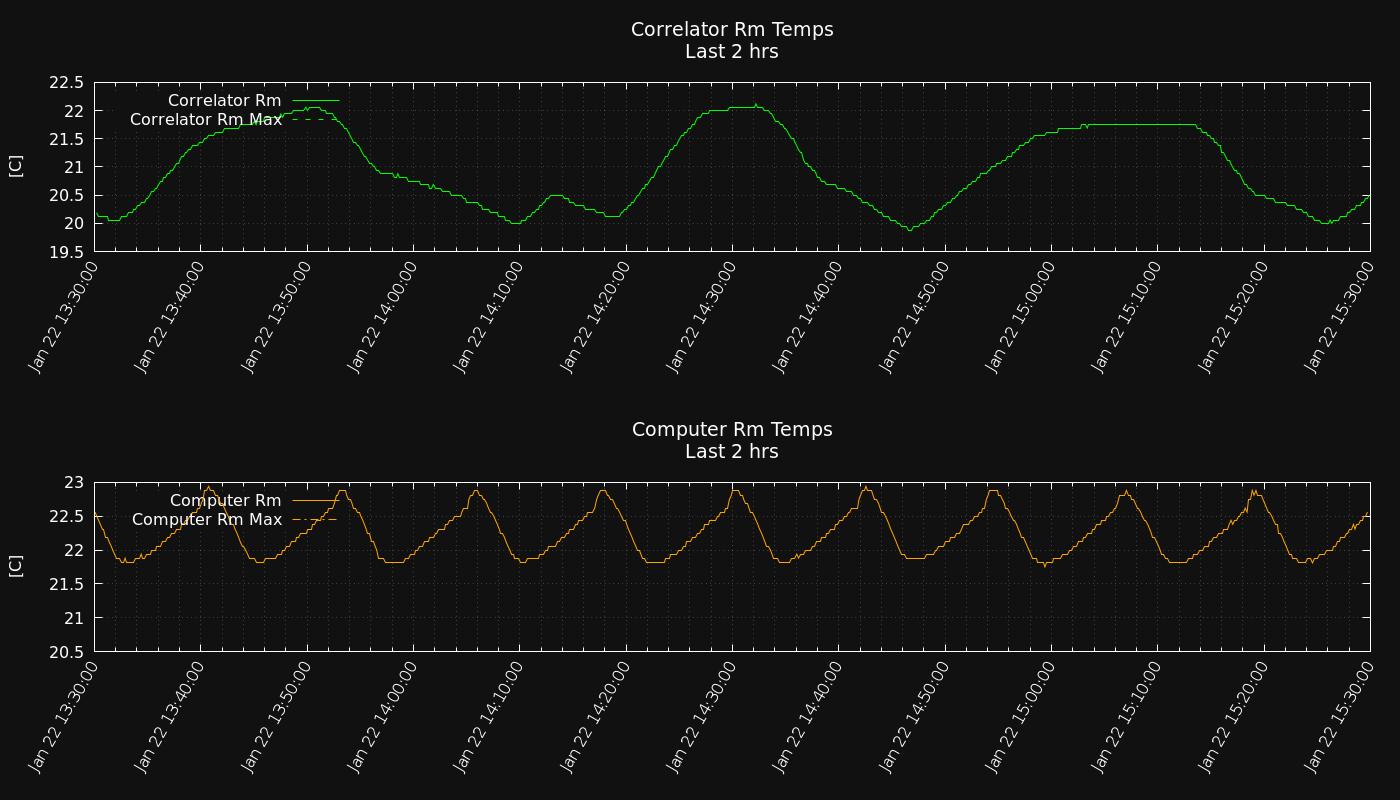 Correlator Rm Temps
Last 2 hrs
22.5
22
21.5
21
20.5
20
19.5
[C]
Correlator Rm
Correlator Rm Max
Jan 22 13:30:00
Jan 22 13:40:00
Jan 22 13:50:00
Jan 22 14:00:00
Jan 22 14:10:00
Jan 22 14:20:00
Jan 22 14:30:00
Jan 22 14:40:00
Jan 22 14:50:00
Jan 22 15:00:00
Jan 22 15:10:00
Jan 22 15:20:00
Jan 22 15:30:00
Computer Rm Temps
Last 2 hrs
23
22.5
22
21.5
21
20.5
[C]
Computer Rm
Computer Rm Max
Jan 22 13:30:00
Jan 22 13:40:00
Jan 22 13:50:00
Jan 22 14:00:00
Jan 22 14:10:00
Jan 22 14:20:00
Jan 22 14:30:00
Jan 22 14:40:00
Jan 22 14:50:00
Jan 22 15:00:00
Jan 22 15:10:00
Jan 22 15:20:00
Jan 22 15:30:00